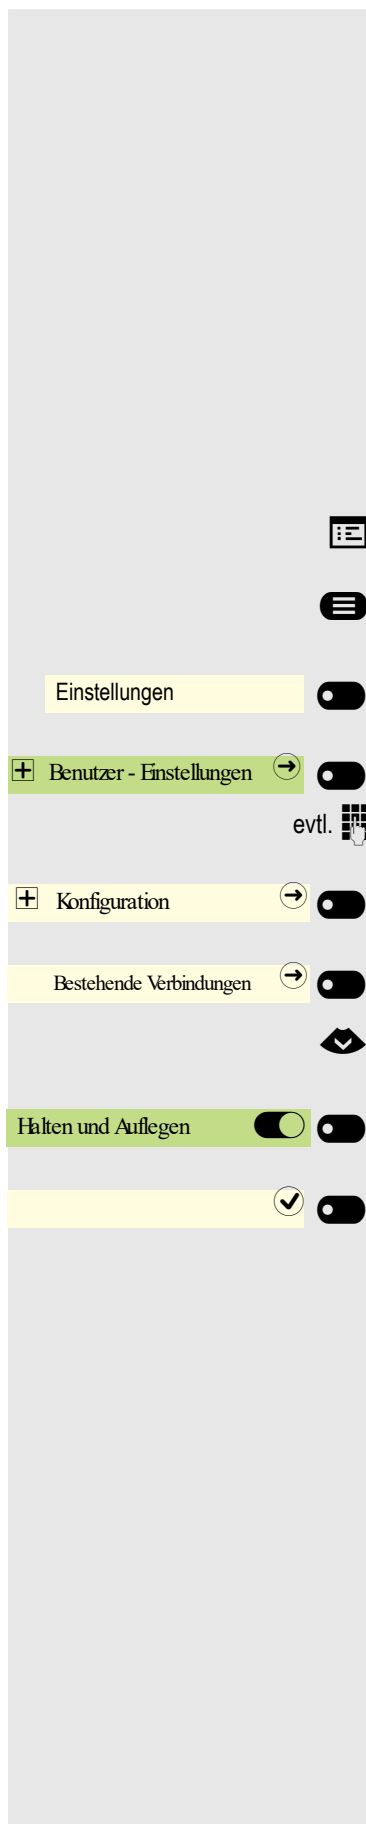 Einstellungen
Benutzer - Einstellungen
evtl.
Konfiguration
Bestehende Verbindungen
Halten und Auflegen